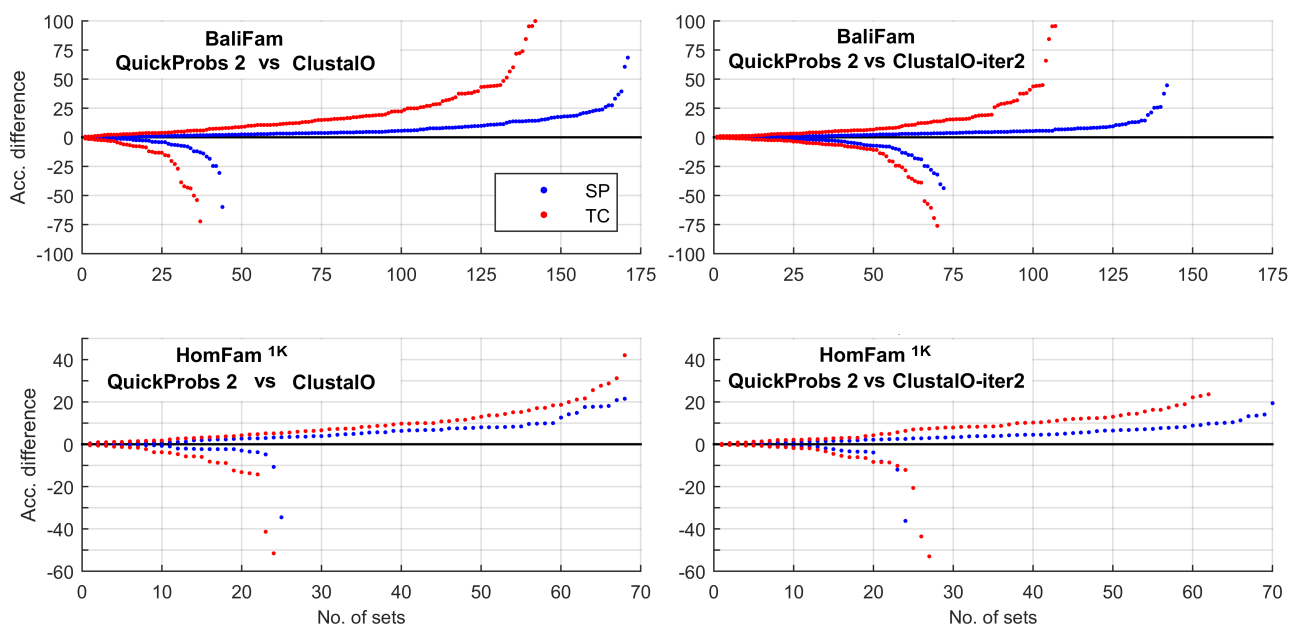 BaliFam
QuickProbs 2 vs ClustalO
Acc. difference
100
75
50
25
0
-25
-50
-75
-100
SP
TC
0 25 50 75 100 125 150 175
BaliFam
QuickProbs 2 vs ClustalO-iter2
100
75
50
25
0
-25
-50
-75
-100
0 25 50 75 100 125 150 175
HomFam 1K
QuickProbs 2 vs ClustalO
Acc. difference
40
20
0
-20
-40
-60
0 10 20 30 40 50 60 70
No. of sets
HomFam 1K
QuickProbs 2 vs ClustalO-iter2
40
20
0
-20
-40
-60
0 10 20 30 40 50 60 70
No. of sets